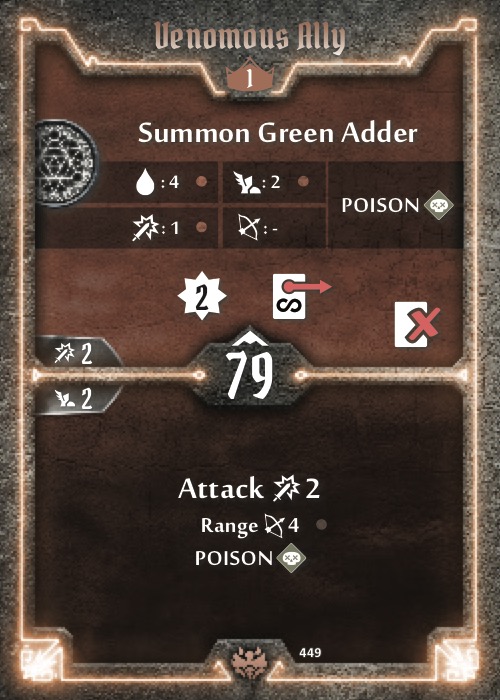 Venomous Ally
1
Summon Green Adder
: 4
: 2
POISON
: 1
: -
2
2
79
2
Attack 2
Range 4
POISON
449